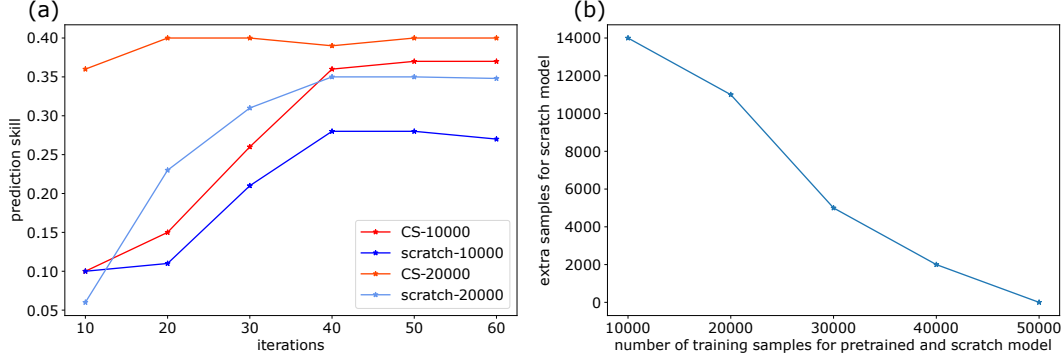 (a)
prediction skill
0.40
0.35
0.30
0.25
0.20
0.15
0.10
0.05
10 20 30 40 50 60
iterations
CS-10000
scratch-10000
CS-20000
scratch-20000
(b)
extra samples for scratch model
14000
12000
10000
8000
6000
4000
2000
0
10000 20000 30000 40000 50000
number of training samples for pretrained and scratch model